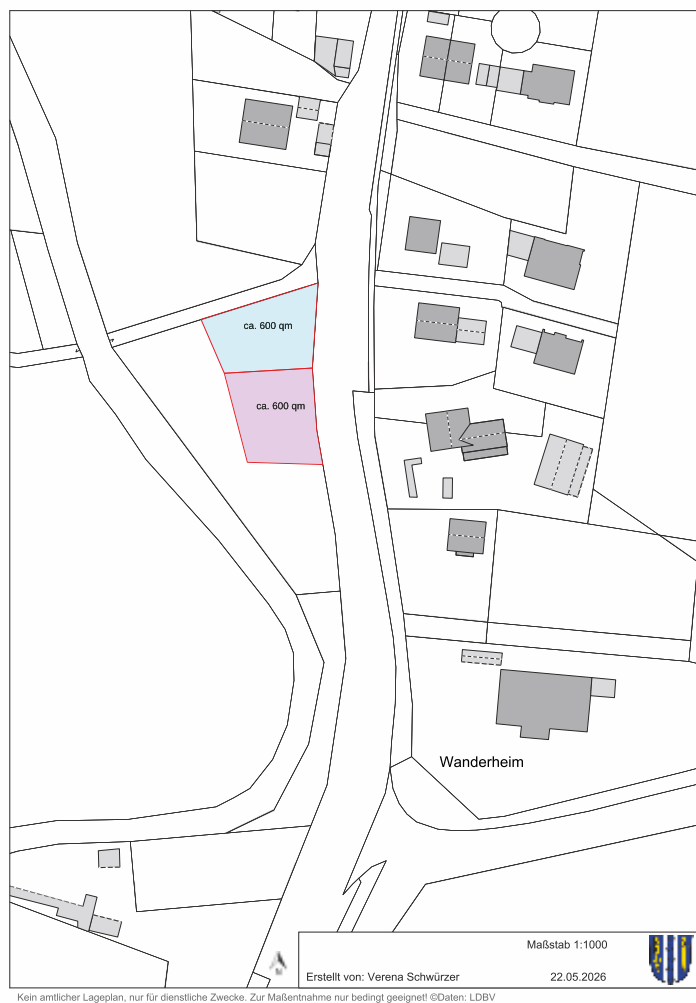 ca. 600 qm
ca. 600 qm
Wanderheim
Maßstab 1:1000
Erstellt von: Verena Schwürzer
22.05.2026
Kein amtlicher Lageplan, nur für dienstliche Zwecke. Zur Maßentnahme nur bedingt geeignet! ©Daten: LDBV